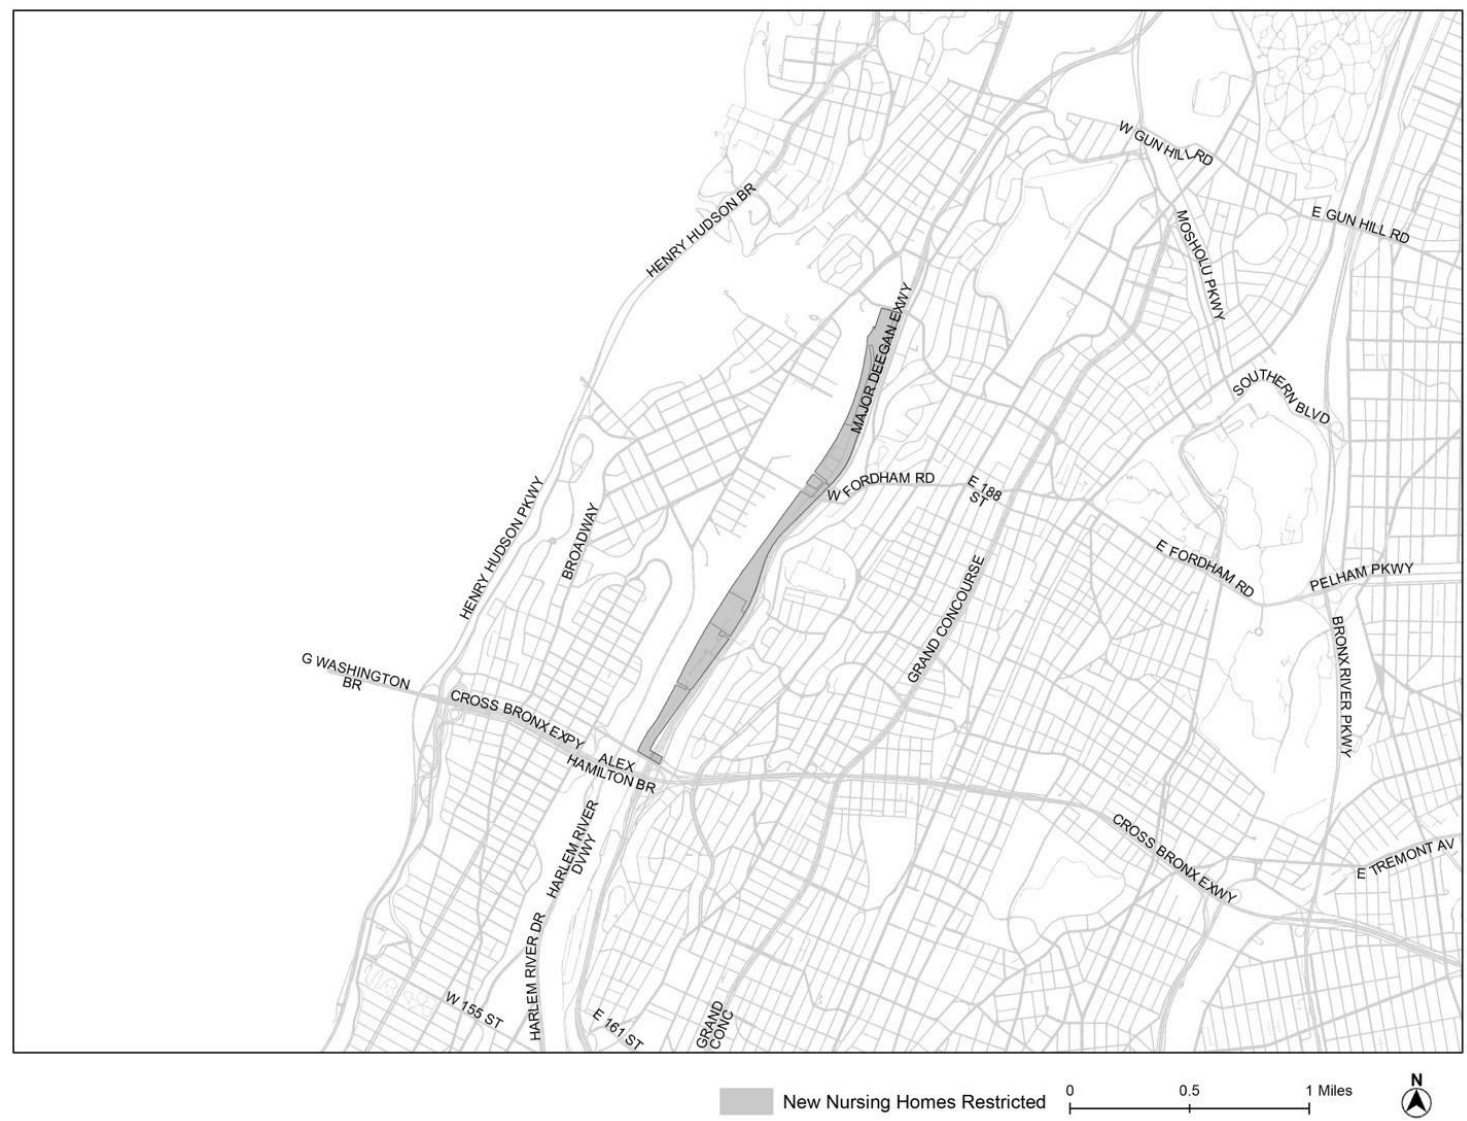 W GUN HILL RD
E GUN HILL RD
HENRY HUDSON BR
MOSHOLU PKWY
MAJOR DEEGAN EXWY
SOUTHERN BLVD
W FORDHAM RD
E 188
ST
HENRY HUDSON PKWY
BROADWAY
E FORDHAM RD
PELHAM PKWY
GRAND CONCOURSE
BRONX RIVER PKWY
G WASHINGTON
BR
CROSS BRONX EXPY
ALEX
HAMILTON BR
HARLEM RIVER
DVWY
CROSS BRONX EXWY
E TREMONT AV
HARLEM RIVER DR
W 155 ST
E 161 ST
GRAND
CONC
New Nursing Homes Restricted
0 0.5 1 Miles
N